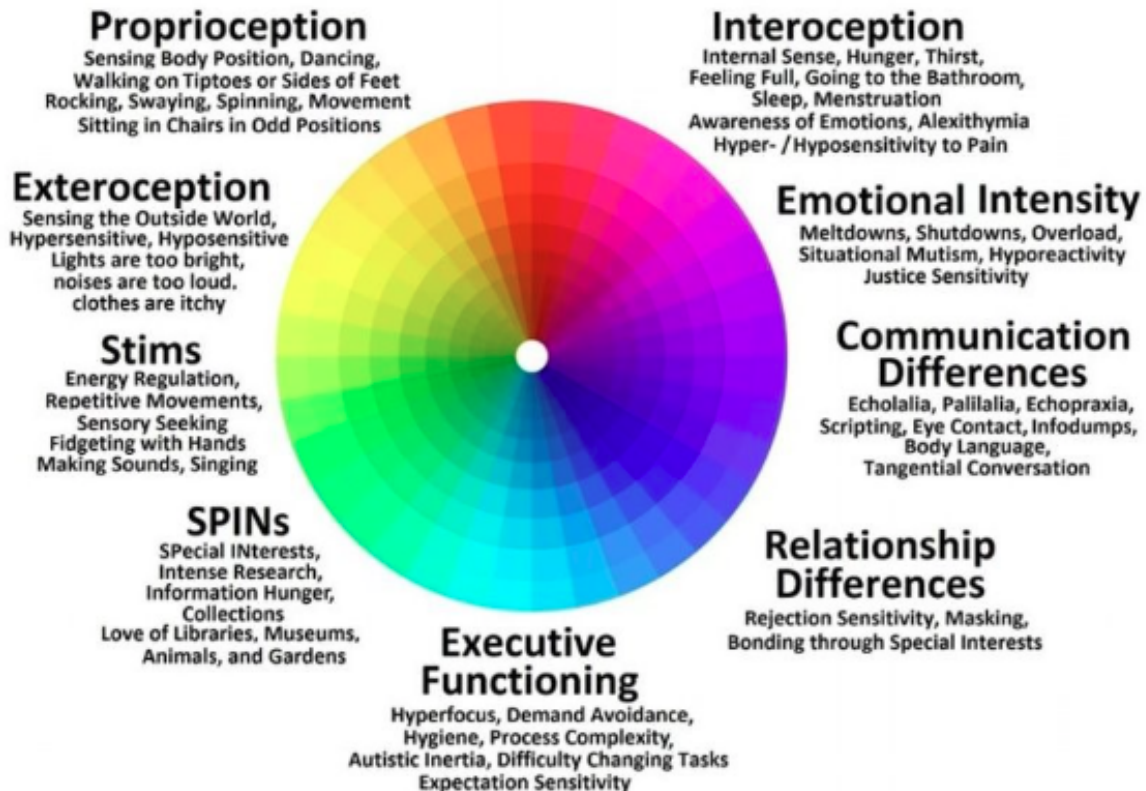 Proprioception
Sensing Body Position, Dancing,
Walking on Tiptoes or Sides of Feet
Rocking, Swaying, Spinning, Movement
Sitting in Chairs in Odd Positions
Interoception
Internal Sense, Hunger, Thirst,
Feeling Full, Going to the Bathroom,
Sleep, Menstruation
Awareness of Emotions, Alexithymia
Hyper- / Hyposensitivity to Pain
Exteroception
Sensing the Outside World,
Hypersensitive, Hyposensitive
Lights are too bright,
noises are too loud.
clothes are itchy
Emotional Intensity
Meltdowns, Shutdowns, Overload,
Situational Mutism, Hyporeactivity
Justice Sensitivity
Stims
Energy Regulation,
Repetitive Movements,
Sensory Seeking
Fidgeting with Hands
Making Sounds, Singing
Communication
Differences
Echolalia, Palilalia, Echopraxia,
Scripting, Eye Contact, Infodumps,
Body Language,
Tangential Conversation
SPINs
SPecial INterests,
Intense Research,
Information Hunger,
Collections
Love of Libraries, Museums,
Animals, and Gardens
Relationship
Differences
Rejection Sensitivity, Masking,
Bonding through Special Interests
Executive
Functioning
Hyperfocus, Demand Avoidance,
Hygiene, Process Complexity,
Autistic Inertia, Difficulty Changing Tasks
Expectation Sensitivity